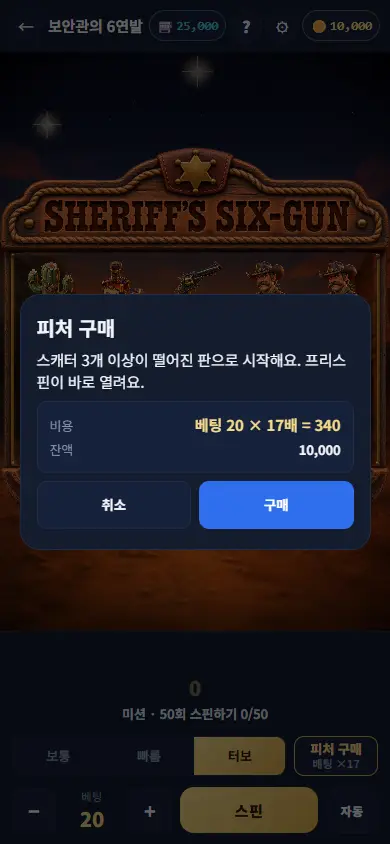 ← 보안관의 6연발 25,000 ? 10,000
SHERIFF'S SIX-GUN
피처 구매
스캐터 3개 이상이 떨어진 판으로 시작해요. 프리스
핀이 바로 열려요.
비용 베팅 20 × 17배 = 340
잔액 10,000
취소 구매
0
미션 · 50회 스핀하기 0/50
보통 빠름 터보 피처 구매
베팅 ×17
− 베팅 + 스핀 자동
20